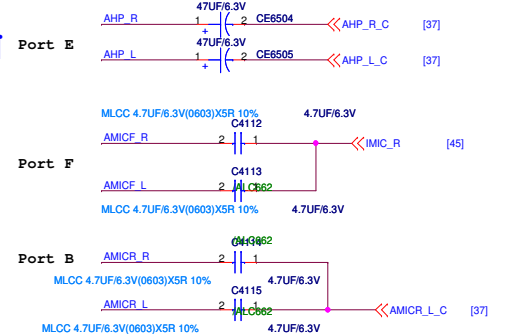 47UF/6.3V
AHP_R 1 2 CE6504 AHP_R_C [37]
+
47UF/6.3V
Port E
AHP_L 1 2 CE6505 AHP_L_C [37]
+
MLCC 4.7UF/6.3V(0603)X5R 10% 4.7UF/6.3V
C4112
AMICF_R 2 1 IMIC_R [45]
Port F
C4113
AMICF_L 2 1
ALC662
MLCC 4.7UF/6.3V(0603)X5R 10% 4.7UF/6.3V
ALC662
C4114
Port B
AMICR_R 2 1
MLCC 4.7UF/6.3V(0603)X5R 10% 4.7UF/6.3V
C4115
AMICR_L 2 1 AMICR_L_C [37]
ALC662
MLCC 4.7UF/6.3V(0603)X5R 10% 4.7UF/6.3V